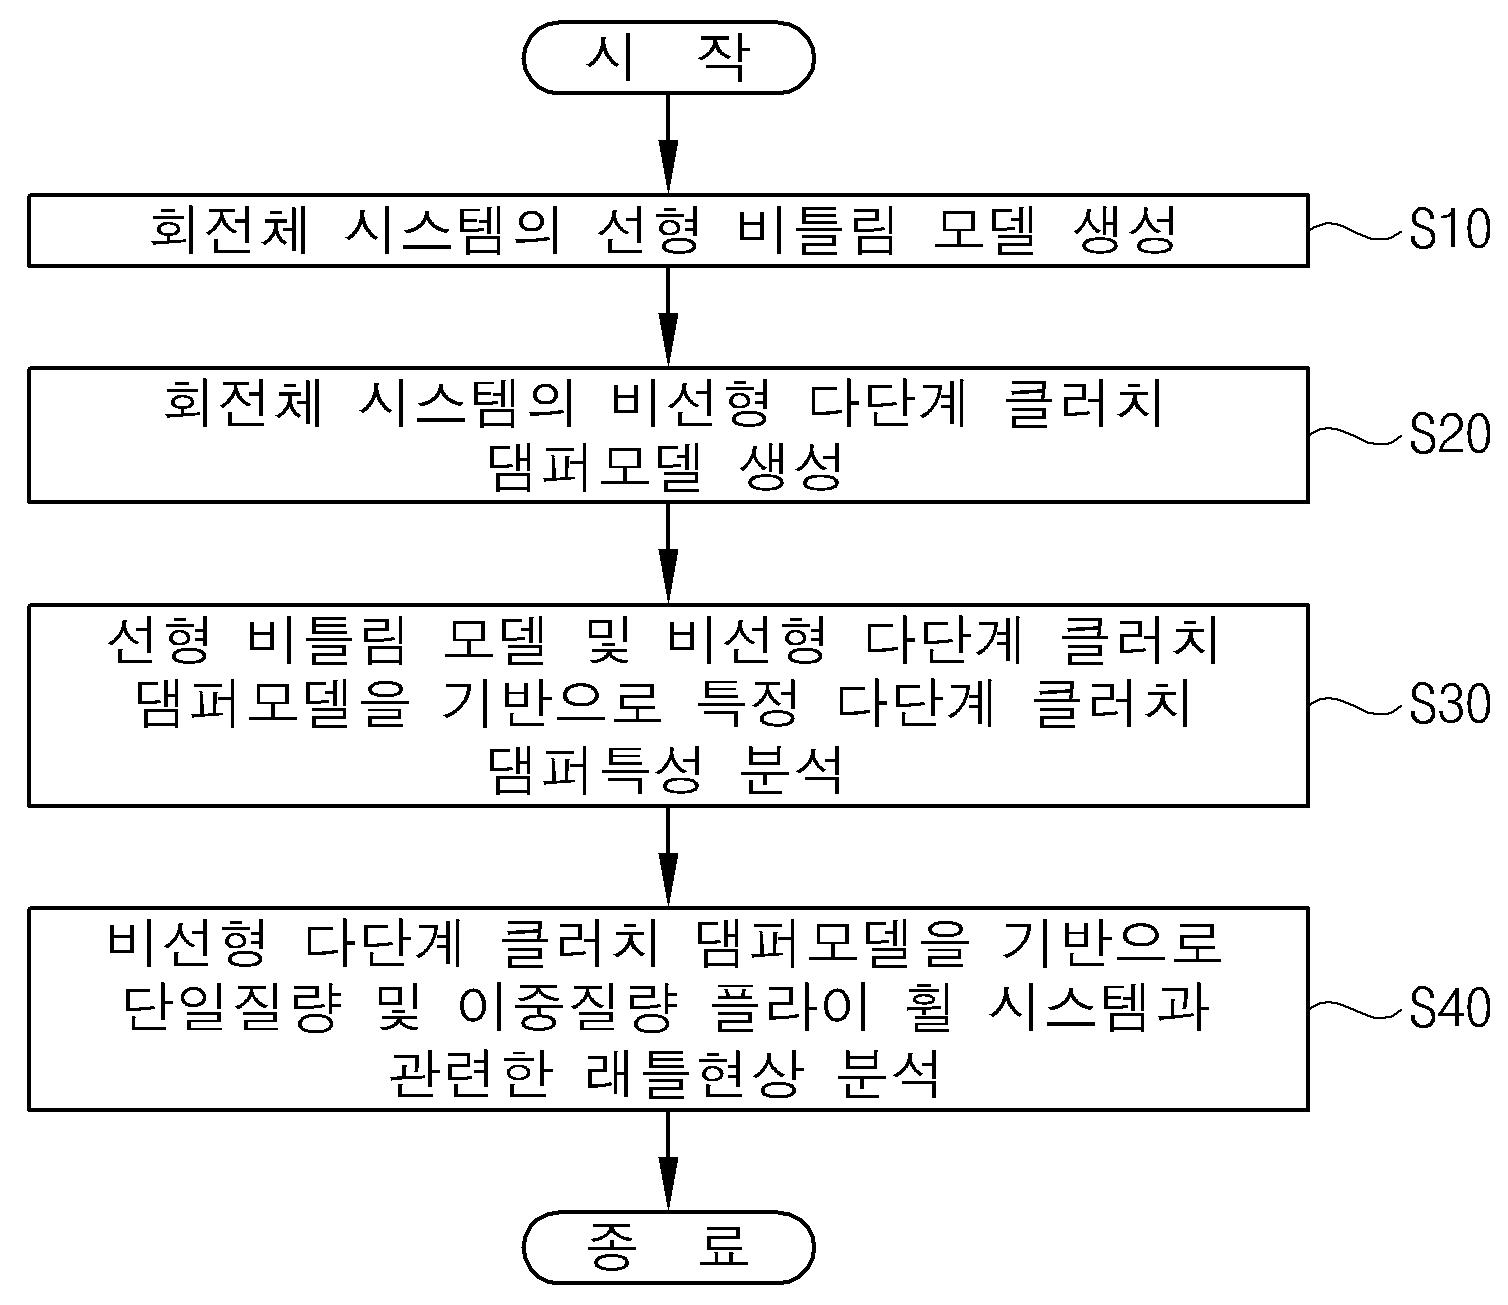 시 작
회전체 시스템의 선형 비틀림 모델 생성
S10
회전체 시스템의 비선형 다단계 클러치
댐퍼모델 생성
S20
선형 비틀림 모델 및 비선형 다단계 클러치
댐퍼모델을 기반으로 특정 다단계 클러치
댐퍼특성 분석
S30
비선형 다단계 클러치 댐퍼모델을 기반으로
단일질량 및 이중질량 플라이 휠 시스템과
관련한 래틀현상 분석
S40
종 료